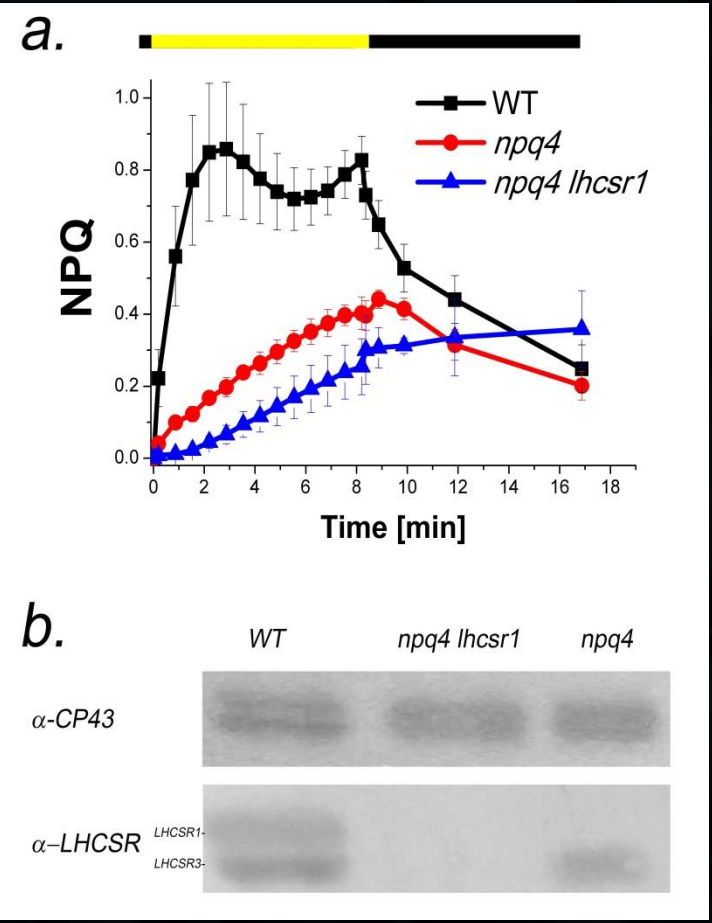 a.
WT
npq4
npq4 lhcsr1
NPQ
1.0
0.8
0.6
0.4
0.2
0.0
0 2 4 6 8 10 12 14 16 18
Time [min]
b.
WT npq4 lhcsr1 npq4
α-CP43
α–LHCSR
LHCSR1-
LHCSR3-